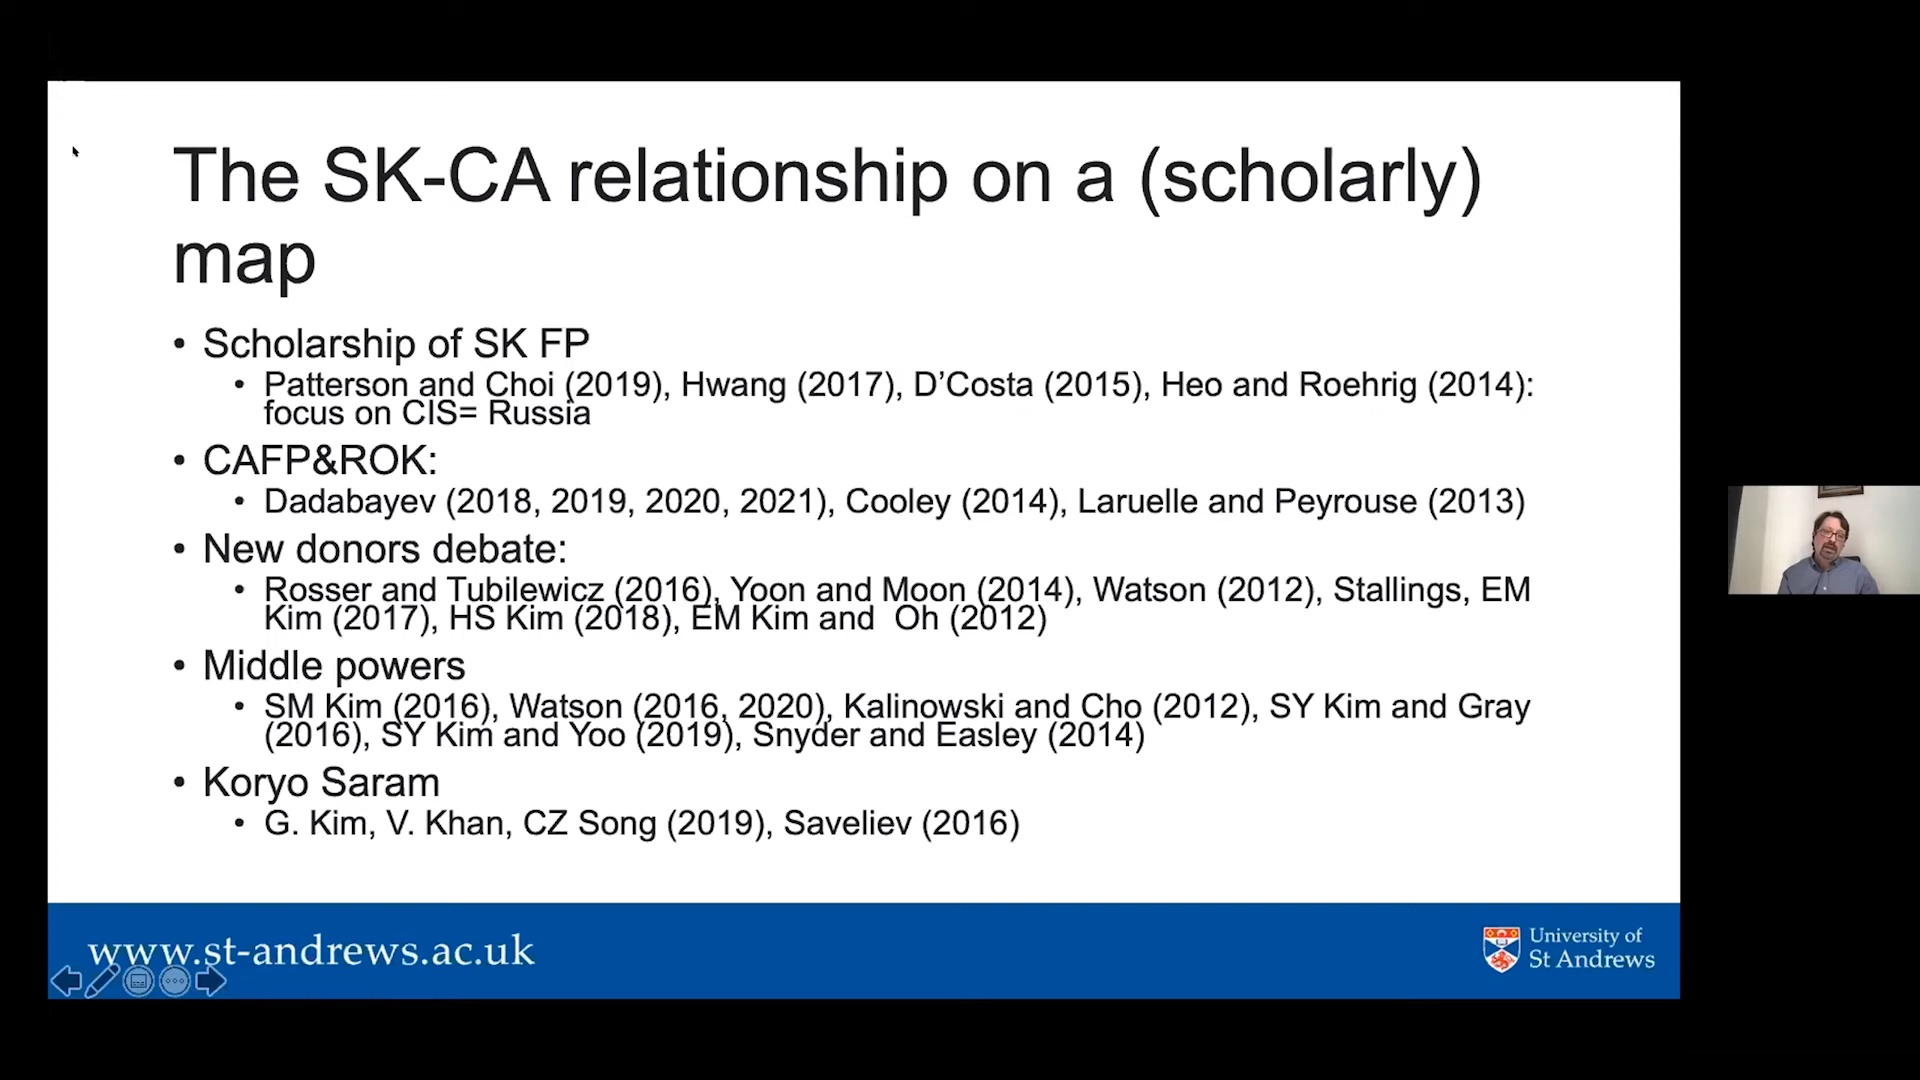 The SK-CA relationship on a (scholarly)
map
• Scholarship of SK FP
• Patterson and Choi (2019), Hwang (2017), D’Costa (2015), Heo and Roehrig (2014):
focus on CIS= Russia
• CAFP&ROK:
• Dadabayev (2018, 2019, 2020, 2021), Cooley (2014), Laruelle and Peyrouse (2013)
• New donors debate:
• Rosser and Tubilewicz (2016), Yoon and Moon (2014), Watson (2012), Stallings, EM
Kim (2017), HS Kim (2018), EM Kim and  Oh (2012)
• Middle powers
• SM Kim (2016), Watson (2016, 2020), Kalinowski and Cho (2012), SY Kim and Gray
(2016), SY Kim and Yoo (2019), Snyder and Easley (2014)
• Koryo Saram
• G. Kim, V. Khan, CZ Song (2019), Saveliev (2016)
www.st-andrews.ac.uk
University of
St Andrews